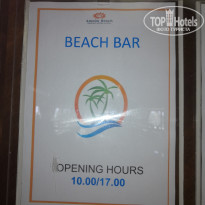 TOP HOTELS
BEACH BAR
OPENING HOURS
10.00/17.00